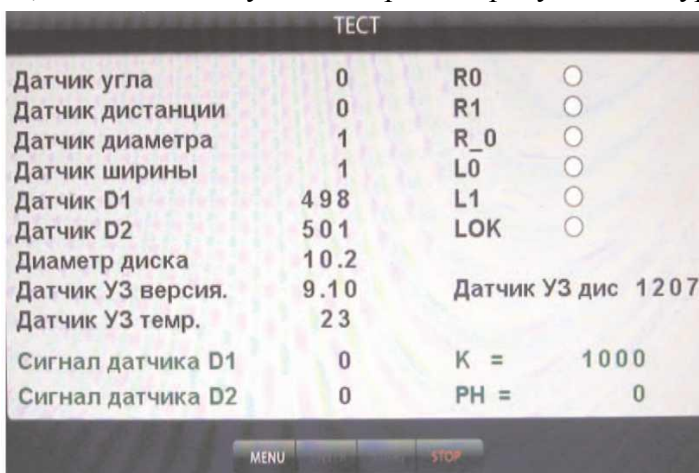 ТЕСТ
Датчик угла 0 R0
Датчик дистанции 0 R1
Датчик диаметра 1 R_0
Датчик ширины 1 L0
Датчик D1 498 L1
Датчик D2 501 LOK
Диаметр диска 10.2
Датчик УЗ версия. 9.10 Датчик УЗ дис 1207
Датчик УЗ темр. 23
Сигнал датчика D1 0 K = 1000
Сигнал датчика D2 0 PH = 0
MENU STOP